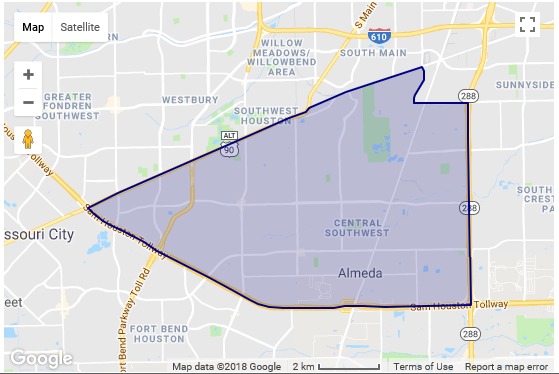 Map
Satellite
S Main
610
SOUTH MAIN
WILLOW
MEADOWS/
WILLOWBEND
AREA
288
SUNNYSIDE
GREATER
FONDREN
SOUTHWEST
WESTBURY
SOUTHWEST
HOUSTON
ALT
90
Tollway
SOUTH
CREST
PA
288
Sam Houston Tollway
CENTRAL
SOUTHWEST
ssouri City
Almeda
eet
ort Bend Parkway Toll Rd
Sam Houston Tollway
FORT BEND
HOUSTON
288
Google
Map data ©2018 Google
2 km
Terms of Use
Report a map error